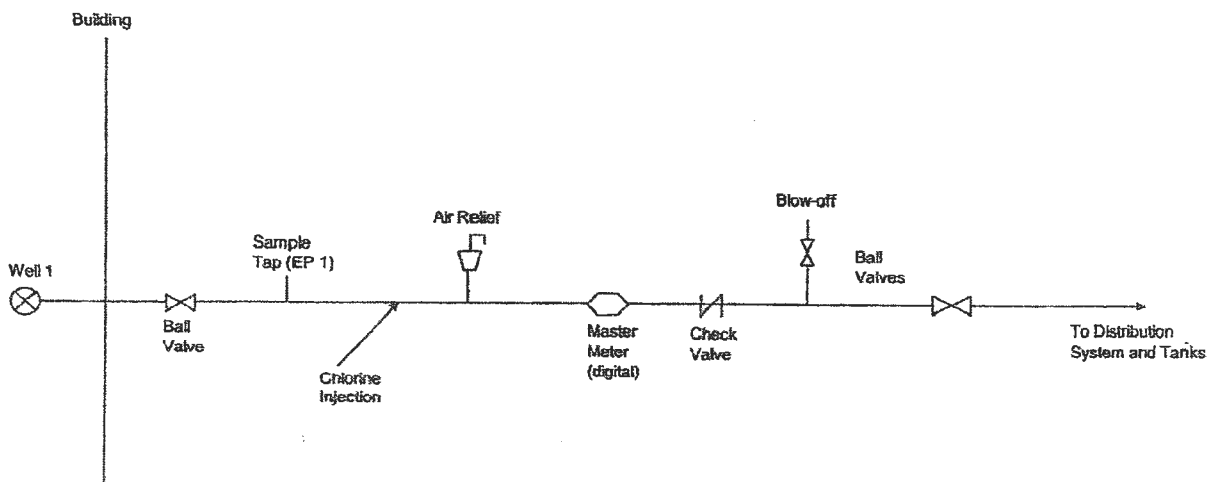 Building
Well 1
Ball
Valve
Sample
Tap (EP 1)
Chlorine
Injection
Air Relief
Master
Meter
(digital)
Check
Valve
Blow-off
Ball
Valves
To Distribution
System and Tanks